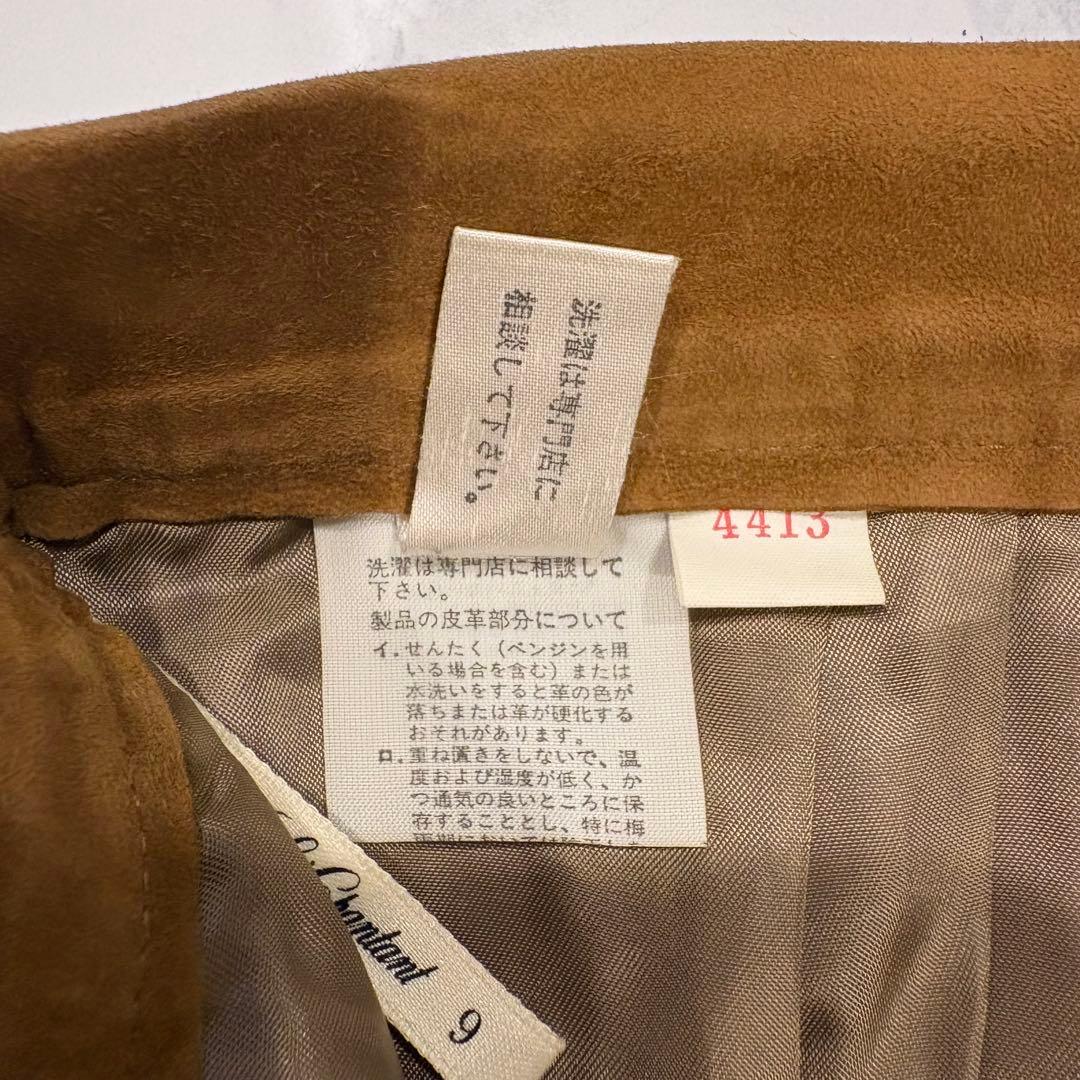 洗濯は専門店に
相談して下さい。
4413
洗濯は専門店に相談して
下さい。
製品の皮革部分について
イ.せんたく(ベンジンを用
いる場合を含む)または
水洗いをすると革の色が
落ちまたは革が硬化する
おそれがあります。
ロ.重ね置きをしないで、温
度および湿度が低く、か
つ通気の良いところに保
存することとし、特に梅
Chantant
9